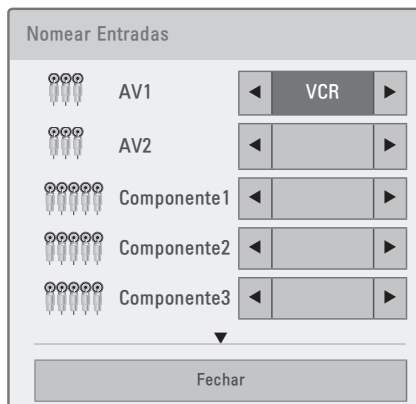 Nomear Entradas
AV1 VCR
AV2
Componente1
Componente2
Componente3
Fechar